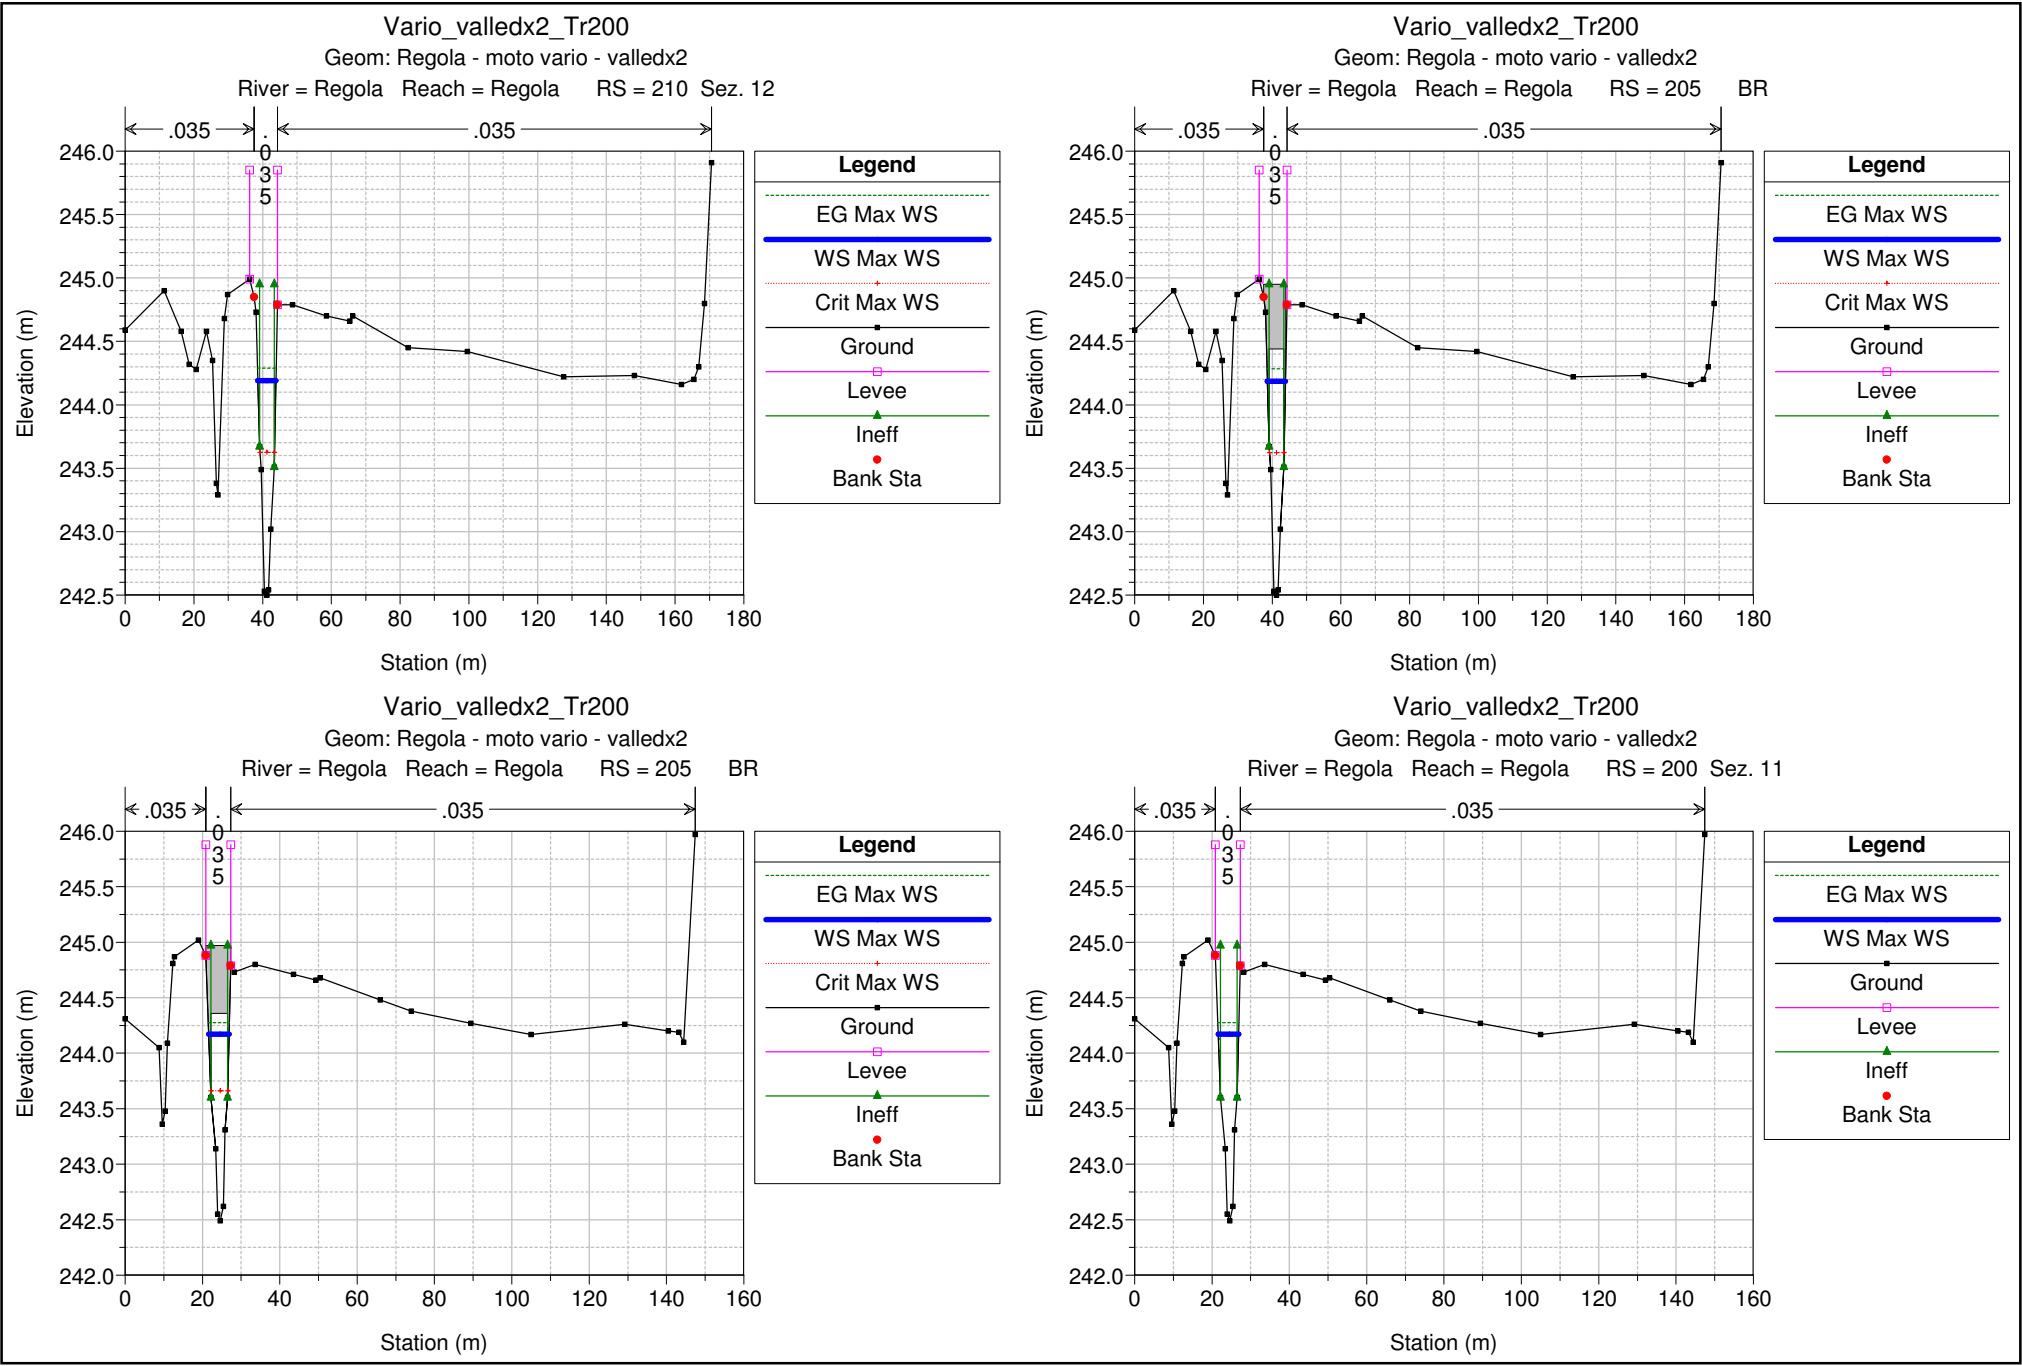 Vario_valledx2_Tr200
Geom: Regola - moto vario - valledx2
River = Regola Reach = Regola RS = 210 Sez. 12
.035
.035
.035
246.0
245.5
245.0
244.5
244.0
243.5
243.0
242.5
0 20 40 60 80 100 120 140 160 180
Station (m)
Elevation (m)
Legend
EG Max WS
WS Max WS
Crit Max WS
Ground
Levee
Ineff
Bank Sta
Vario_valledx2_Tr200
Geom: Regola - moto vario - valledx2
River = Regola Reach = Regola RS = 205 BR
.035
.035
.035
246.0
245.5
245.0
244.5
244.0
243.5
243.0
242.5
0 20 40 60 80 100 120 140 160 180
Station (m)
Elevation (m)
Legend
EG Max WS
WS Max WS
Crit Max WS
Ground
Levee
Ineff
Bank Sta
Vario_valledx2_Tr200
Geom: Regola - moto vario - valledx2
River = Regola Reach = Regola RS = 205 BR
.035
.035
.035
246.0
245.5
245.0
244.5
244.0
243.5
243.0
242.5
242.0
0 20 40 60 80 100 120 140 160
Station (m)
Elevation (m)
Legend
EG Max WS
WS Max WS
Crit Max WS
Ground
Levee
Ineff
Bank Sta
Vario_valledx2_Tr200
Geom: Regola - moto vario - valledx2
River = Regola Reach = Regola RS = 200 Sez. 11
.035
.035
.035
246.0
245.5
245.0
244.5
244.0
243.5
243.0
242.5
242.0
0 20 40 60 80 100 120 140 160
Station (m)
Elevation (m)
Legend
EG Max WS
WS Max WS
Ground
Levee
Ineff
Bank Sta